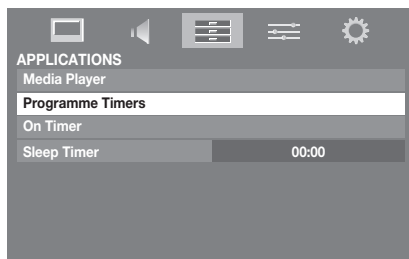 APPLICATIONS
Media Player
Programme Timers
On Timer
Sleep Timer 00:00